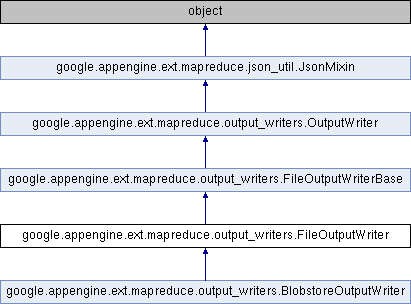 object
google.appengine.ext.mapreduce.json_util.JsonMixin
google.appengine.ext.mapreduce.output_writers.OutputWriter
google.appengine.ext.mapreduce.output_writers.FileOutputWriterBase
google.appengine.ext.mapreduce.output_writers.FileOutputWriter
google.appengine.ext.mapreduce.output_writers.BlobstoreOutputWriter